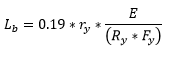 L_b = 0.19 * r_y * E / (R_y * F_y)